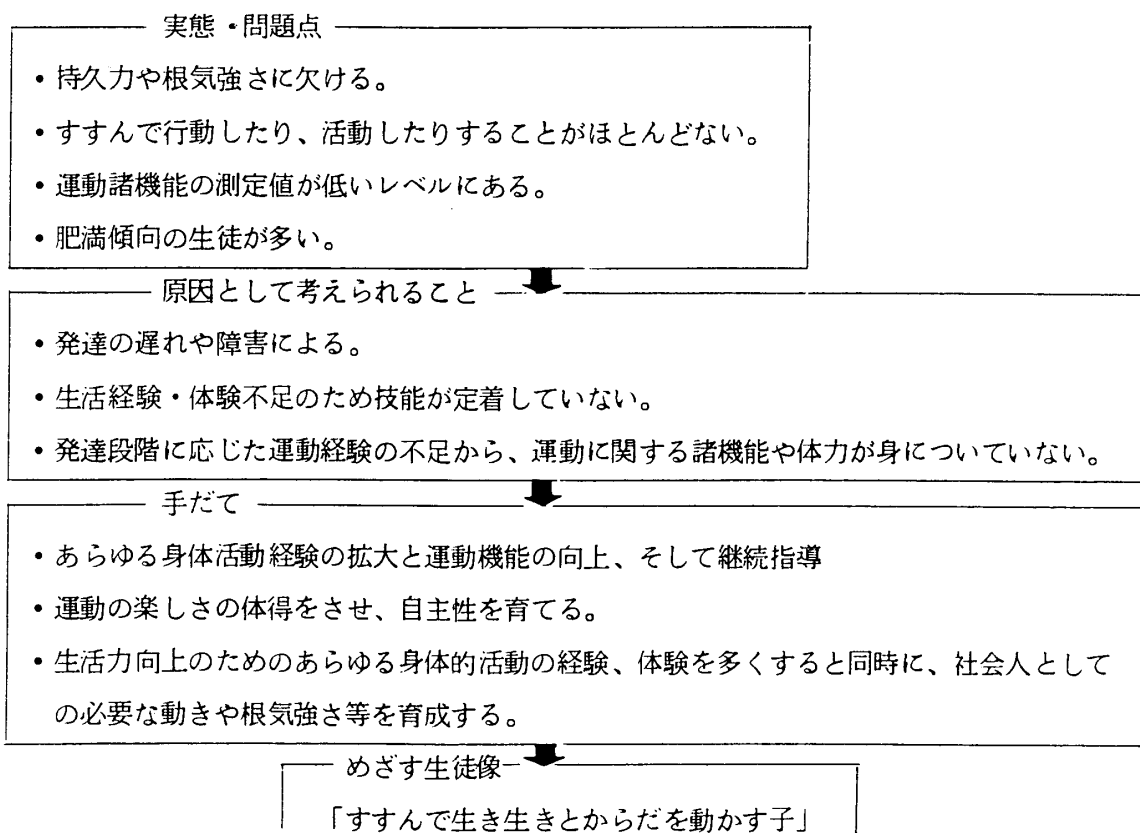 実態・問題点
・持久力や根気強さに欠ける。
・すすんで行動したり、活動したりすることがほとんどない。
・運動諸機能の測定値が低いレベルにある。
・肥満傾向の生徒が多い。
原因として考えられること
・発達の遅れや障害による。
・生活経験・体験不足のため技能が定着していない。
・発達段階に応じた運動経験の不足から、運動に関する諸機能や体力が身についていない。
手だて
・あらゆる身体活動経験の拡大と運動機能の向上、そして継続指導
・運動の楽しさの体得をさせ、自主性を育てる。
・生活力向上のためのあらゆる身体的活動の経験、体験を多くすると同時に、社会人として
の必要な動きや根気強さ等を育成する。
めざす生徒像
「すすんで生き生きとからだを動かす子」